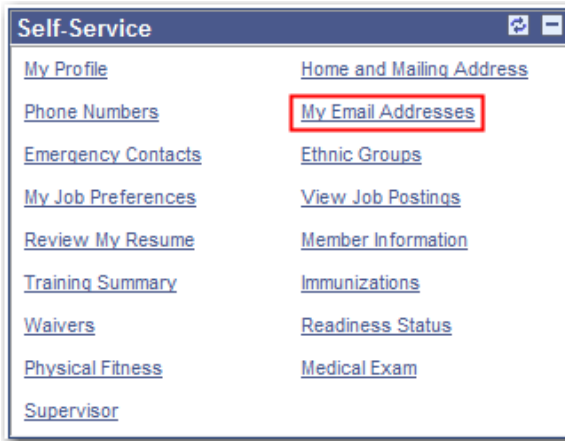 Self-Service
My Profile Home and Mailing Address
Phone Numbers My Email Addresses
Emergency Contacts Ethnic Groups
My Job Preferences View Job Postings
Review My Resume Member Information
Training Summary Immunizations
Waivers Readiness Status
Physical Fitness Medical Exam
Supervisor